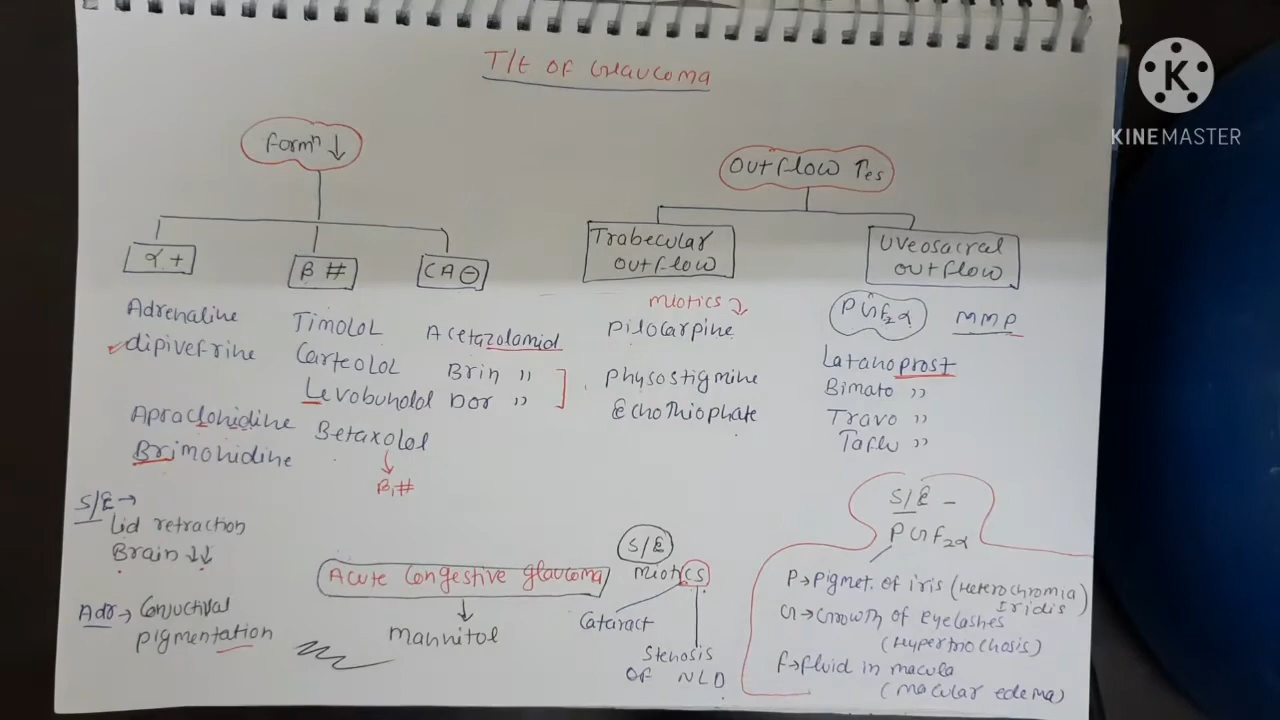 T/t OF GLAUCOMA
Formⁿ ↓
α +
Adrenaline
dipivefrine
Apraclonidine
Brimonidine
S/E →
Lid retraction
Brain ↓↓
Adr → Conjuctival
pigmentation
β #
Timolol
Carteolol
Levobunolol
Betaxolol
↓
β₁#
CA ⊖
Acetazolamid
Brin "
Dor "
Acute Congestive glaucoma
↓
Mannitol
OUTFLOW ↑es
Trabecular
OUTFLOW
Miotics
Pilocarpine
Physostigmine
EchoThiophate
S/E
Miotics
Cataract
Stenosis
OF NLD
Uveosacral
OUTFLOW
PGF₂α MMP
Latanoprost
Bimato "
Travo "
Taflu "
S/E -
PGF₂α
P→Pigmet. of iris (Heterochromia
Iridis)
G→Growth of eyelashes
(Hypertrichosis)
F→Fluid in macula
(macular edema)
K
KINEMASTER